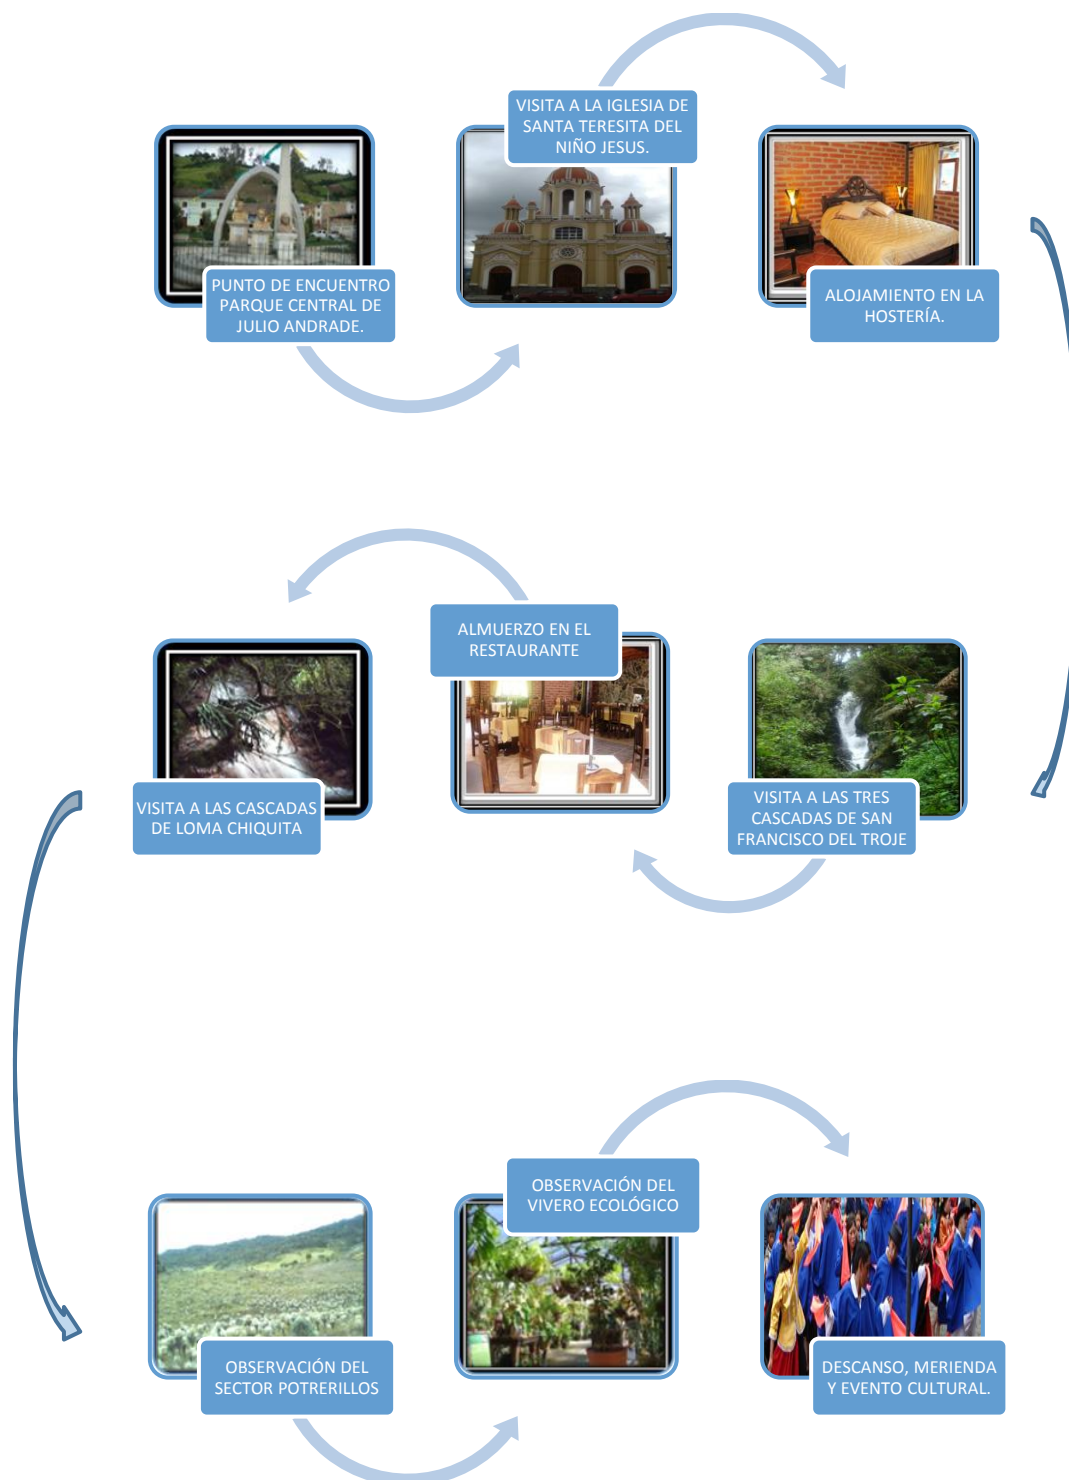 PUNTO DE ENCUENTRO
PARQUE CENTRAL DE
JULIO ANDRADE.
VISITA A LA IGLESIA DE
SANTA TERESITA DEL
NIÑO JESUS.
ALOJAMIENTO EN LA
HOSTERÍA.
VISITA A LAS TRES
CASCADAS DE SAN
FRANCISCO DEL TROJE
ALMUERZO EN EL
RESTAURANTE
VISITA A LAS CASCADAS
DE LOMA CHIQUITA
OBSERVACIÓN DEL
SECTOR POTRERILLOS
OBSERVACIÓN DEL
VIVERO ECOLÓGICO
DESCANSO, MERIENDA
Y EVENTO CULTURAL.